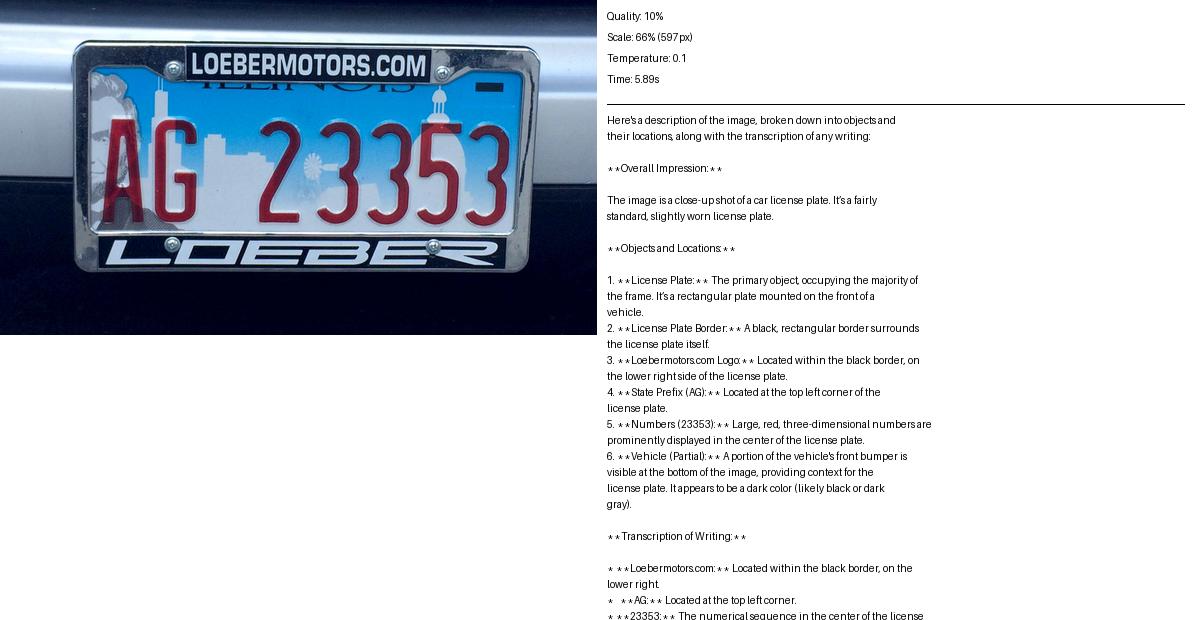 LOEBERMOTORS.COM
ILLINOIS
AG 23353
LOEBER
Quality: 10%
Scale: 66% (597px)
Temperature: 0.1
Time: 5.89s
Here's a description of the image, broken down into objects and
their locations, along with the transcription of any writing:
**Overall Impression:**
The image is a close-up shot of a car license plate. It's a fairly
standard, slightly worn license plate.
**Objects and Locations:**
1. **License Plate:** The primary object, occupying the majority of
the frame. It's a rectangular plate mounted on the front of a
vehicle.
2. **License Plate Border:** A black, rectangular border surrounds
the license plate itself.
3. **Loebermotors.com Logo:** Located within the black border, on
the lower right side of the license plate.
4. **State Prefix (AG):** Located at the top left corner of the
license plate.
5. **Numbers (23353):** Large, red, three-dimensional numbers are
prominently displayed in the center of the license plate.
6. **Vehicle (Partial):** A portion of the vehicle's front bumper is
visible at the bottom of the image, providing context for the
license plate. It appears to be a dark color (likely black or dark
gray).
**Transcription of Writing:**
* **Loebermotors.com:** Located within the black border, on the
lower right.
* **AG:** Located at the top left corner.
* **23353:** The numerical sequence in the center of the license